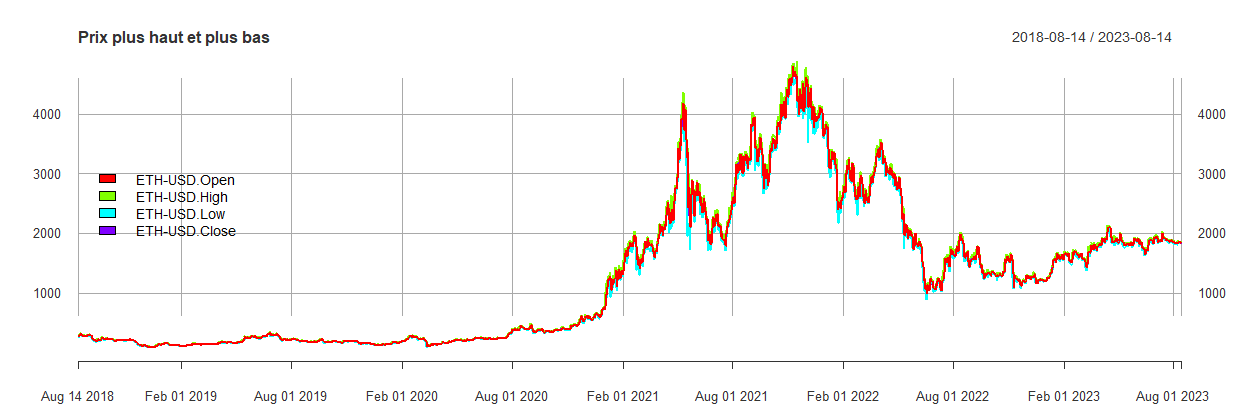 Prix plus haut et plus bas
2018-08-14 / 2023-08-14
4000
4000
3000
3000
ETH-USD.Open
ETH-USD.High
ETH-USD.Low
ETH-USD.Close
2000
2000
1000
1000
Aug 14 2018
Feb 01 2019
Aug 01 2019
Feb 01 2020
Aug 01 2020
Feb 01 2021
Aug 01 2021
Feb 01 2022
Aug 01 2022
Feb 01 2023
Aug 01 2023